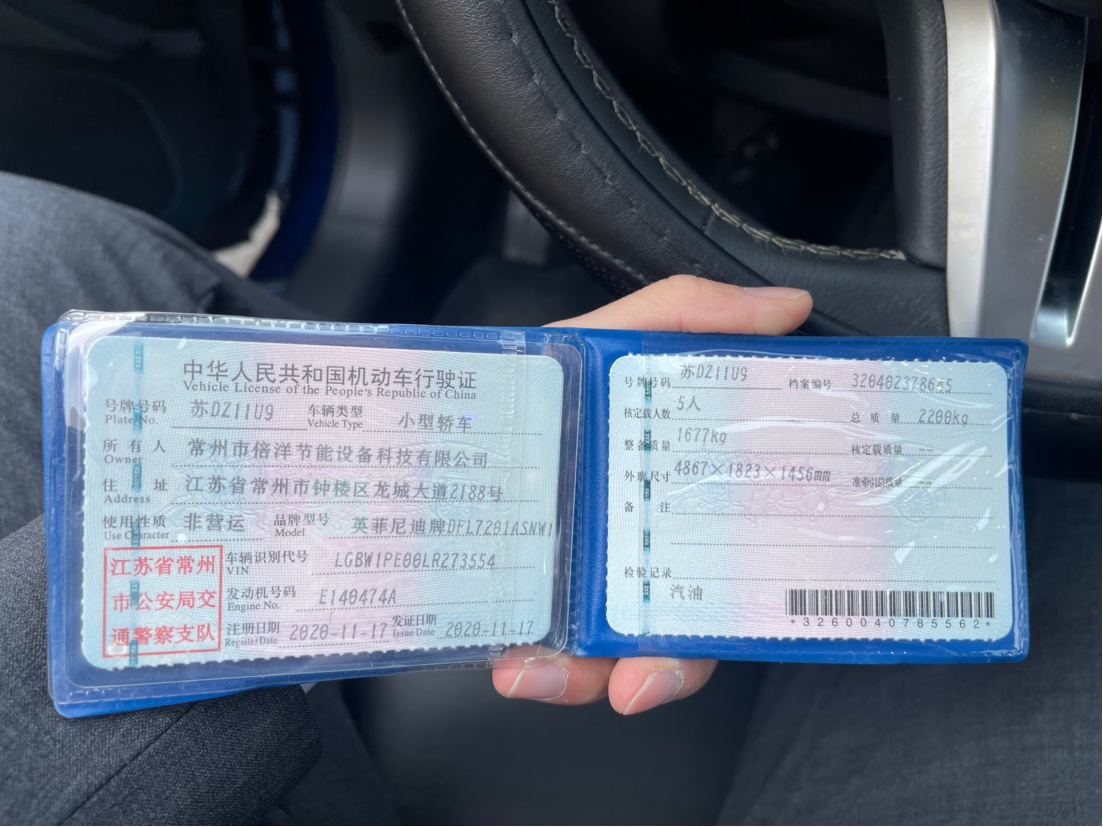 中华人民共和国机动车行驶证
Vehicle License of the People's Republic of China
号牌号码 苏DZ11U9 车辆类型 小型轿车
Plate No. Vehicle Type
所有人 常州市倍洋节能设备科技有限公司
Owner
住址 江苏省常州市钟楼区龙城大道2188号
Address
使用性质 非营运 品牌型号 英菲尼迪牌DFL7201ASNW1
Use Character Model
车辆识别代号 LGBW1PE00LR273554
VIN
发动机号码 E140474A
Engine No.
注册日期 2020-11-17 发证日期 2020-11-17
Register Date Issue Date
江苏省常州
市公安局交
通警察支队
号牌号码 苏DZ11U9 档案编号
核定载人数 5人 总质量 2200kg
整备质量 1677kg 核定载质量 --
外廓尺寸 4867×1823×1456mm 准牵引总质量 --
备注
检验记录
汽油
*3260040785562*